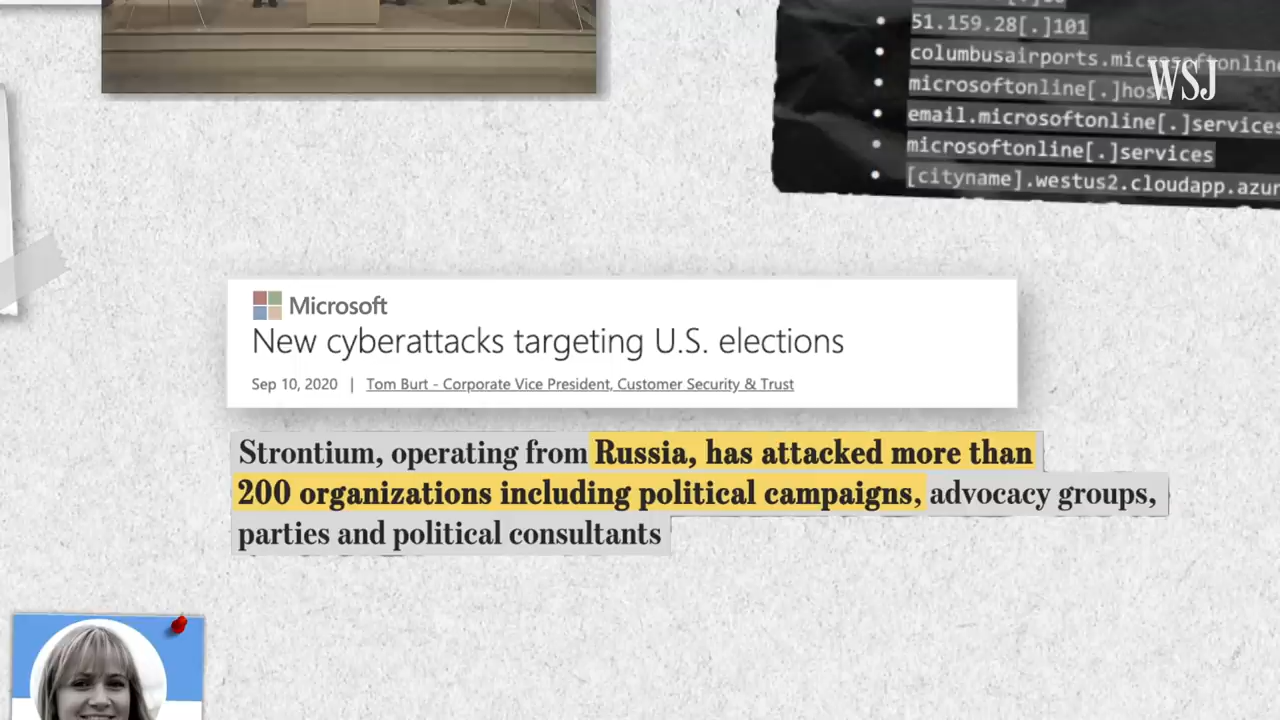 51.159.28[.]101
columbusairports.microsoftonline
WSJ
microsoftonline[.]host
email.microsoftonline[.]services
microsoftonline[.]services
[cityname].westus2.cloudapp.azur
Microsoft
New cyberattacks targeting U.S. elections
Sep 10, 2020 | Tom Burt - Corporate Vice President, Customer Security & Trust
Strontium, operating from Russia, has attacked more than
200 organizations including political campaigns, advocacy groups,
parties and political consultants